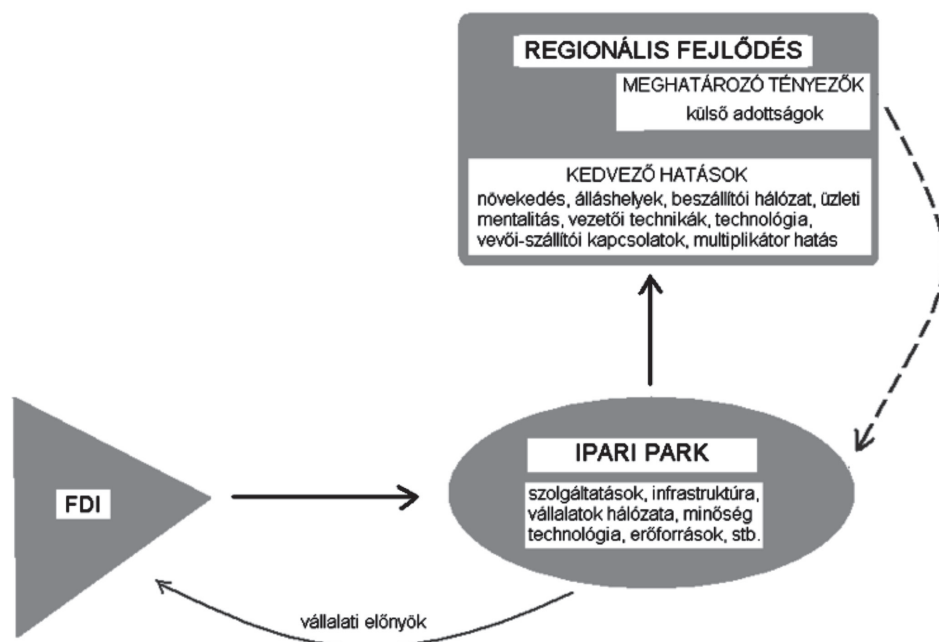 REGIONÁLIS FEJLŐDÉS
MEGHATÁROZÓ TÉNYEZŐK
külső adottságok
KEDVEZŐ HATÁSOK
növekedés, álláshelyek, beszállítói hálózat, üzleti
mentalitás, vezetői technikák, technológia,
vevői-szállítói kapcsolatok, multiplikátor hatás
FDI
IPARI PARK
szolgáltatások, infrastruktúra,
vállalatok hálózata, minőség
technológia, erőforrások, stb.
vállalati előnyök